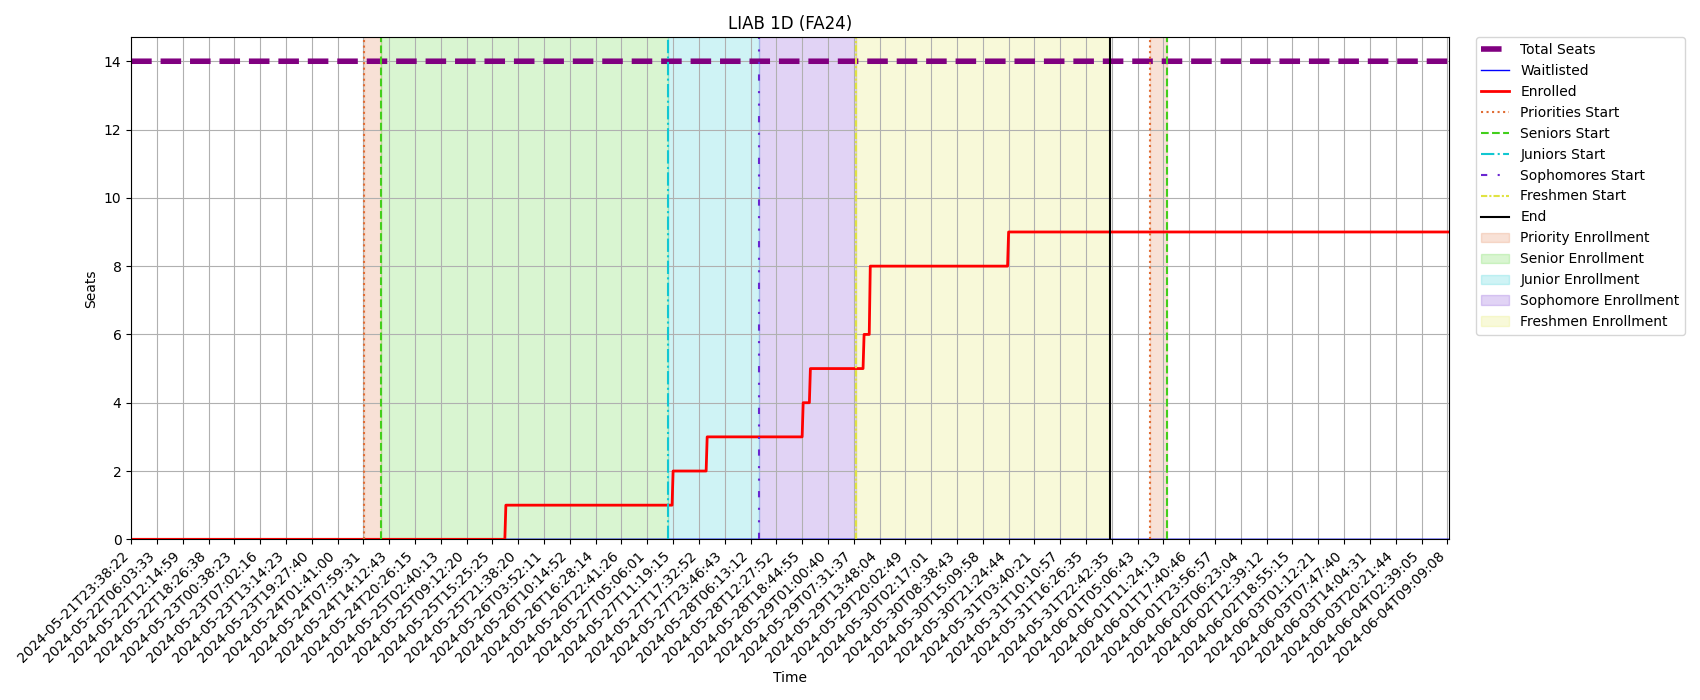 LIAB 1D (FA24)
Seats
14
12
10
8
6
4
2
0
2024-05-21T23:38:22
2024-05-22T06:03:33
2024-05-22T12:14:59
2024-05-22T18:26:38
2024-05-23T00:38:23
2024-05-23T07:02:16
2024-05-23T13:14:23
2024-05-23T19:27:40
2024-05-24T01:41:00
2024-05-24T07:59:31
2024-05-24T14:12:43
2024-05-24T20:26:15
2024-05-25T02:40:13
2024-05-25T09:12:20
2024-05-25T15:25:25
2024-05-25T21:38:20
2024-05-26T03:52:11
2024-05-26T10:14:52
2024-05-26T16:28:14
2024-05-26T22:41:26
2024-05-27T05:06:01
2024-05-27T11:19:15
2024-05-27T17:32:52
2024-05-27T23:46:43
2024-05-28T06:13:12
2024-05-28T12:27:52
2024-05-28T18:44:55
2024-05-29T01:00:40
2024-05-29T07:31:37
2024-05-29T13:48:04
2024-05-29T20:02:49
2024-05-30T02:17:01
2024-05-30T08:38:43
2024-05-30T15:09:58
2024-05-30T21:24:44
2024-05-31T03:40:21
2024-05-31T10:10:57
2024-05-31T16:26:35
2024-05-31T22:42:35
2024-06-01T05:06:43
2024-06-01T11:24:13
2024-06-01T17:40:46
2024-06-01T23:56:57
2024-06-02T06:23:04
2024-06-02T12:39:12
2024-06-02T18:55:15
2024-06-03T01:12:21
2024-06-03T07:47:40
2024-06-03T14:04:31
2024-06-03T20:21:44
2024-06-04T02:39:05
2024-06-04T09:09:08
Time
Total Seats
Waitlisted
Enrolled
Priorities Start
Seniors Start
Juniors Start
Sophomores Start
Freshmen Start
End
Priority Enrollment
Senior Enrollment
Junior Enrollment
Sophomore Enrollment
Freshmen Enrollment